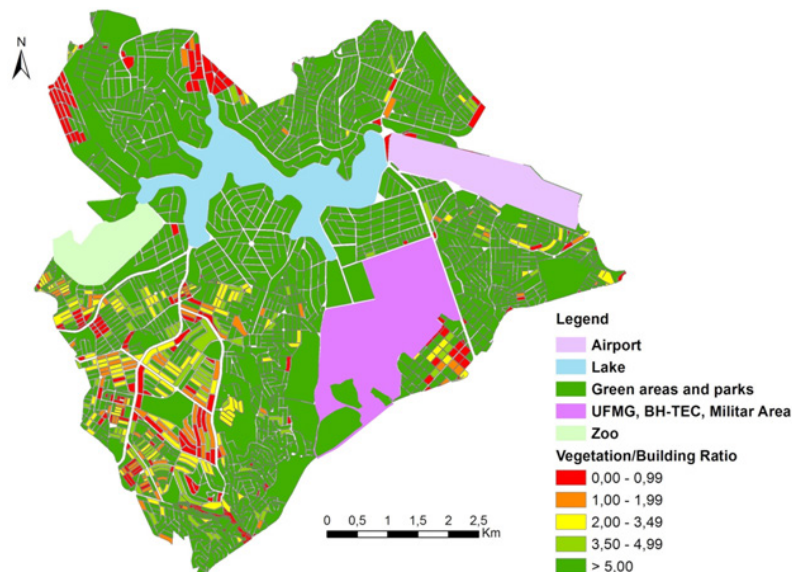 N
Legend
Airport
Lake
Green areas and parks
UFMG, BH-TEC, Militar Area
Zoo
Vegetation/Building Ratio
0,00 - 0,99
1,00 - 1,99
2,00 - 3,49
3,50 - 4,99
> 5,00
0 0,5 1 1,5 2 2,5
Km